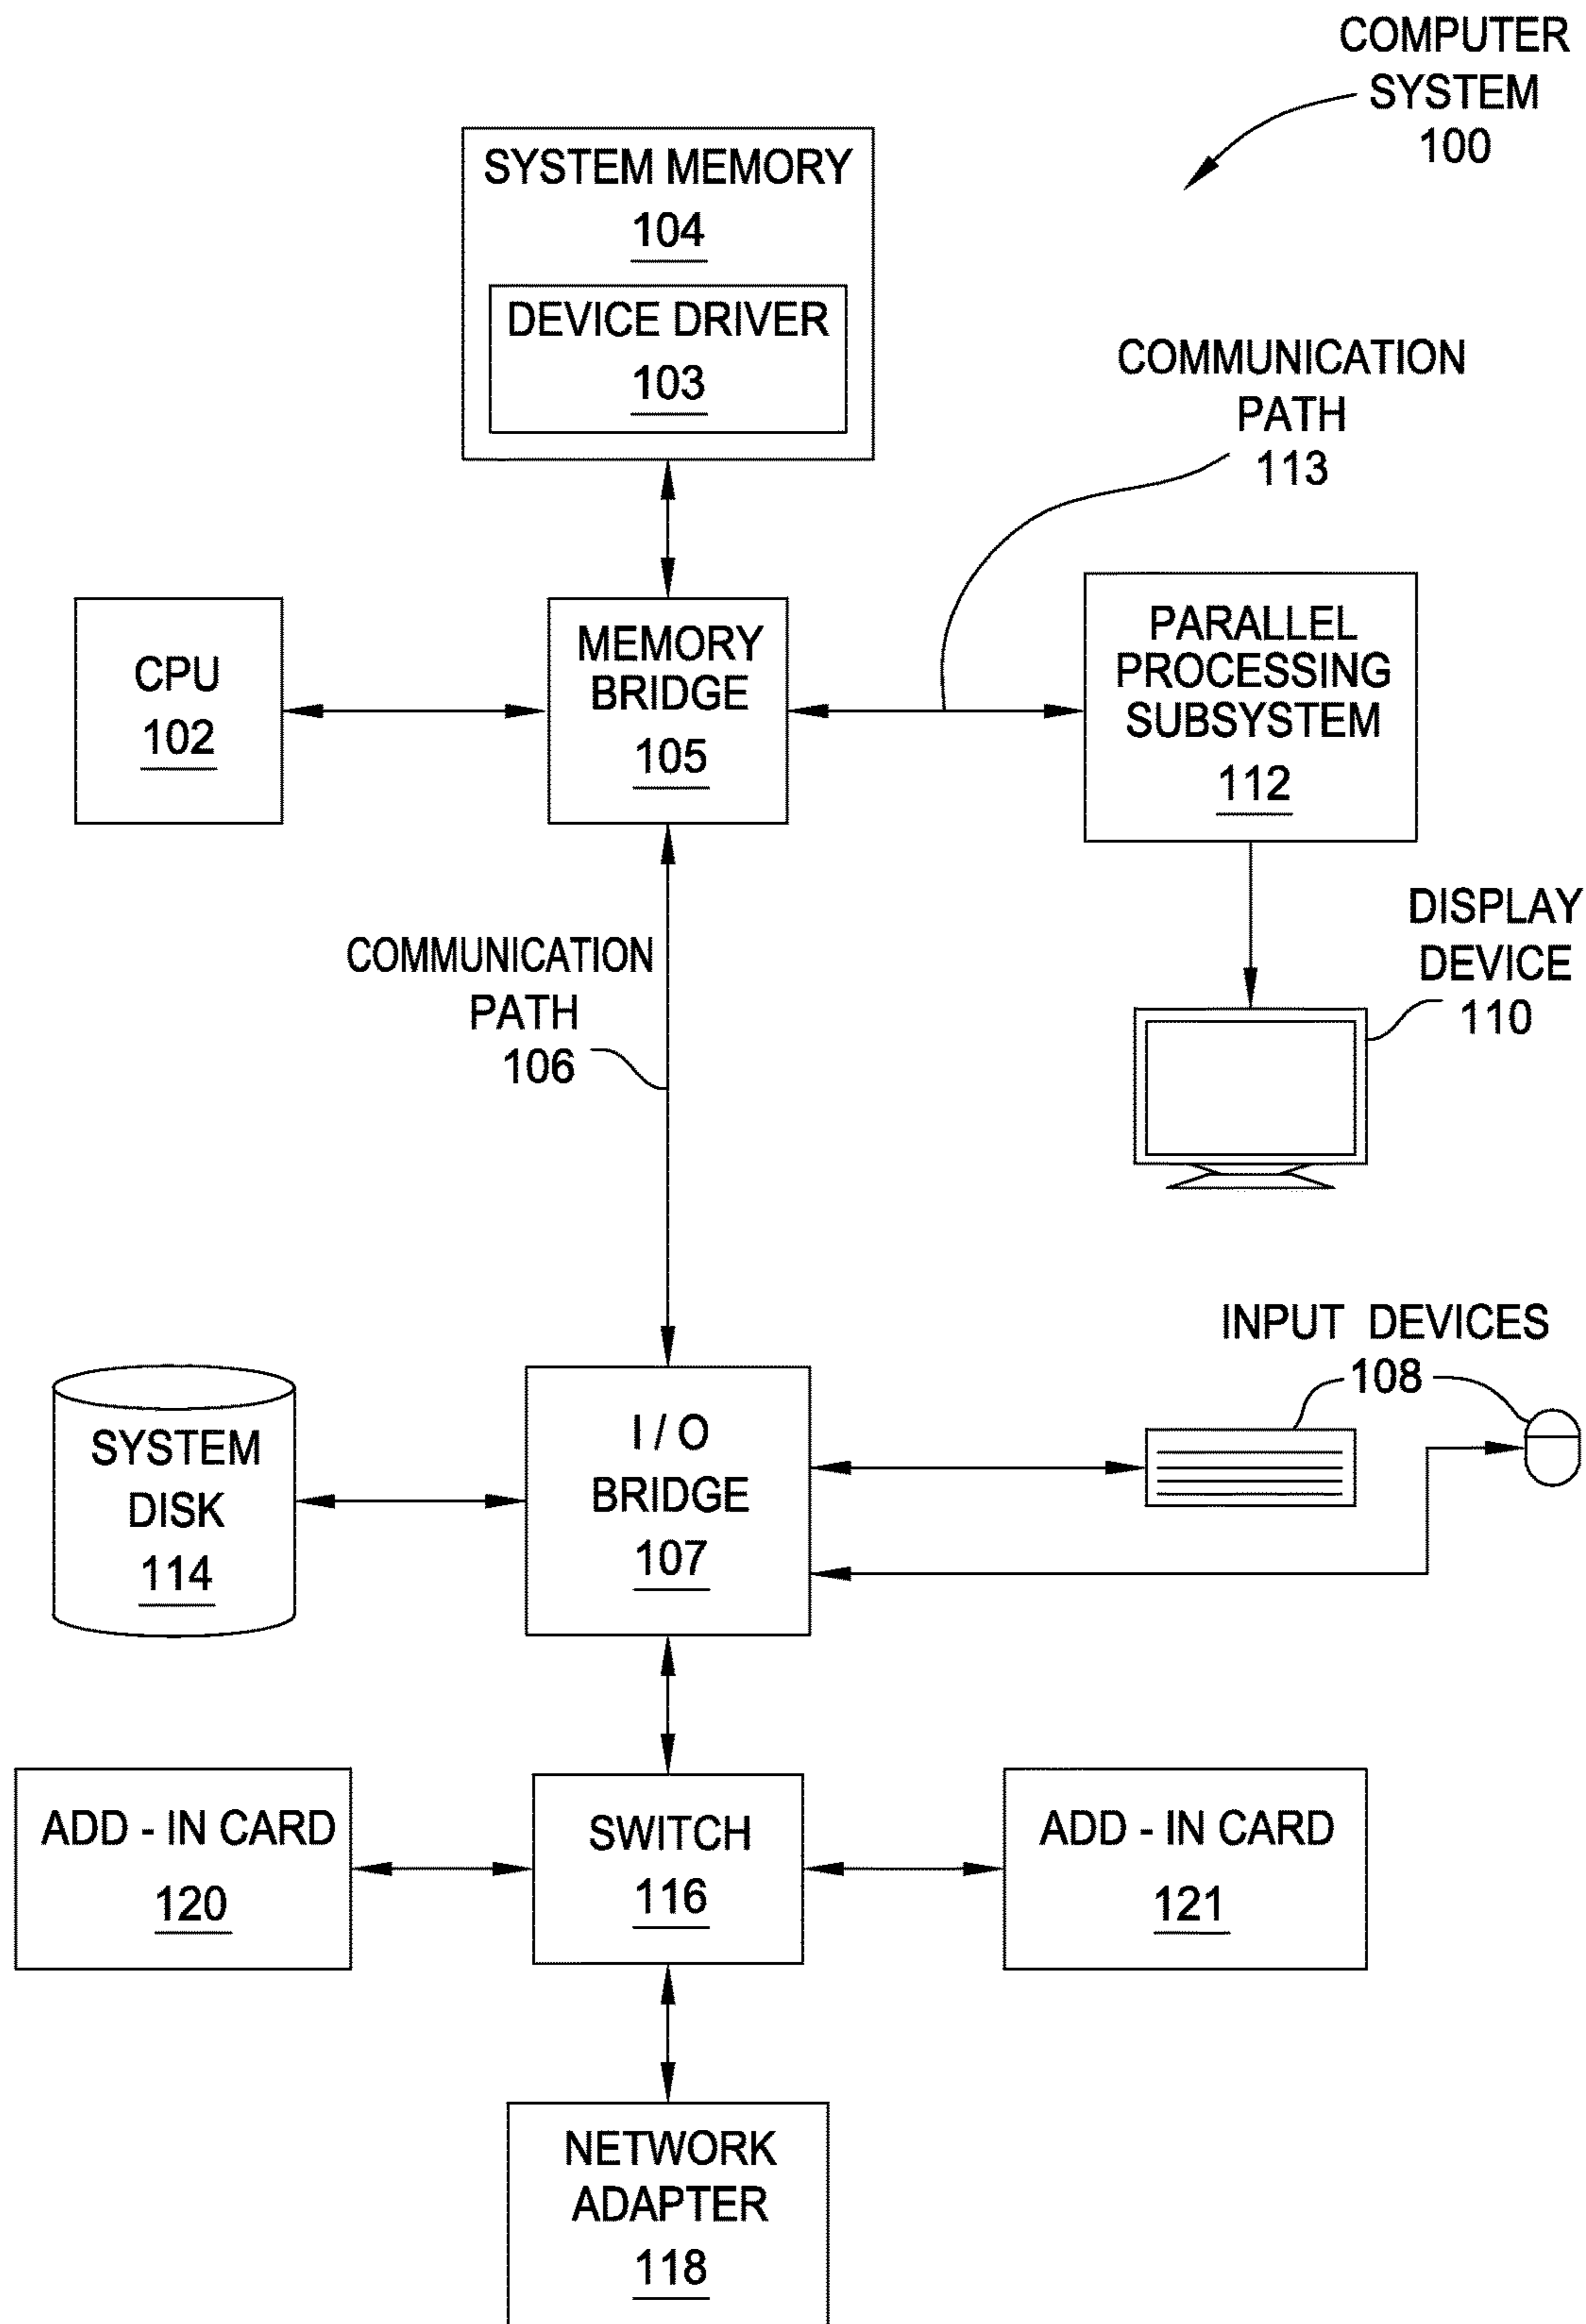 COMPUTER
SYSTEM
100
SYSTEM MEMORY
104
DEVICE DRIVER
103
COMMUNICATION
PATH
113
CPU
102
MEMORY
BRIDGE
105
PARALLEL
PROCESSING
SUBSYSTEM
112
COMMUNICATION
PATH
106
DISPLAY
DEVICE
110
INPUT DEVICES
108
SYSTEM
DISK
114
I / O
BRIDGE
107
ADD - IN CARD
120
SWITCH
116
ADD - IN CARD
121
NETWORK
ADAPTER
118